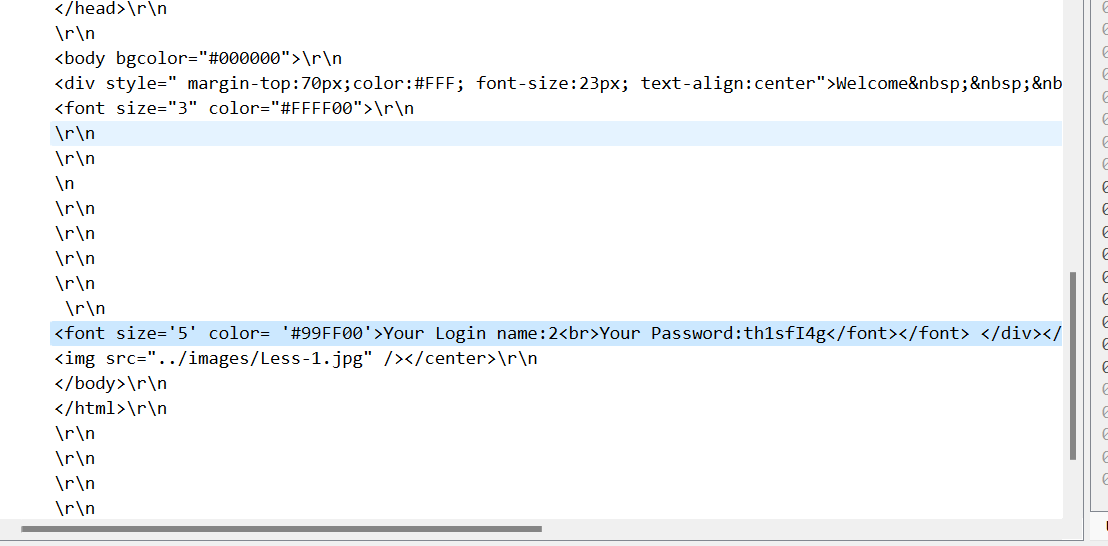 </head>\r\n
\r\n
<body bgcolor="#000000">\r\n
<div style=" margin-top:70px;color:#FFF; font-size:23px; text-align:center">Welcome&nbsp;&nbsp;&nb
<font size="3" color="#FFFF00">\r\n
\r\n
\r\n
\n
\r\n
\r\n
\r\n
\r\n
 \r\n
<font size='5' color= '#99FF00'>Your Login name:2<br>Your Password:th1sfI4g</font></font> </div></
<img src="../images/Less-1.jpg" /></center>\r\n
</body>\r\n
</html>\r\n
\r\n
\r\n
\r\n
\r\n